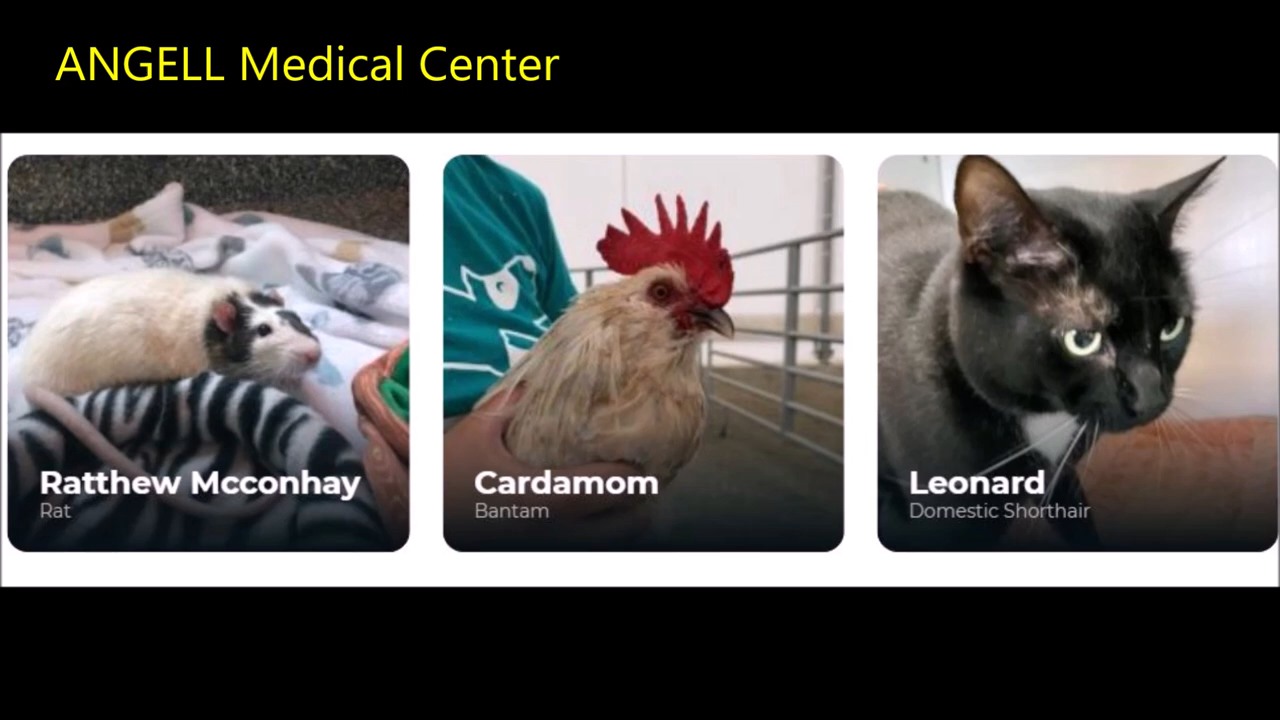 ANGELL Medical Center
Ratthew Mcconhay
Rat
Cardamom
Bantam
Leonard
Domestic Shorthair